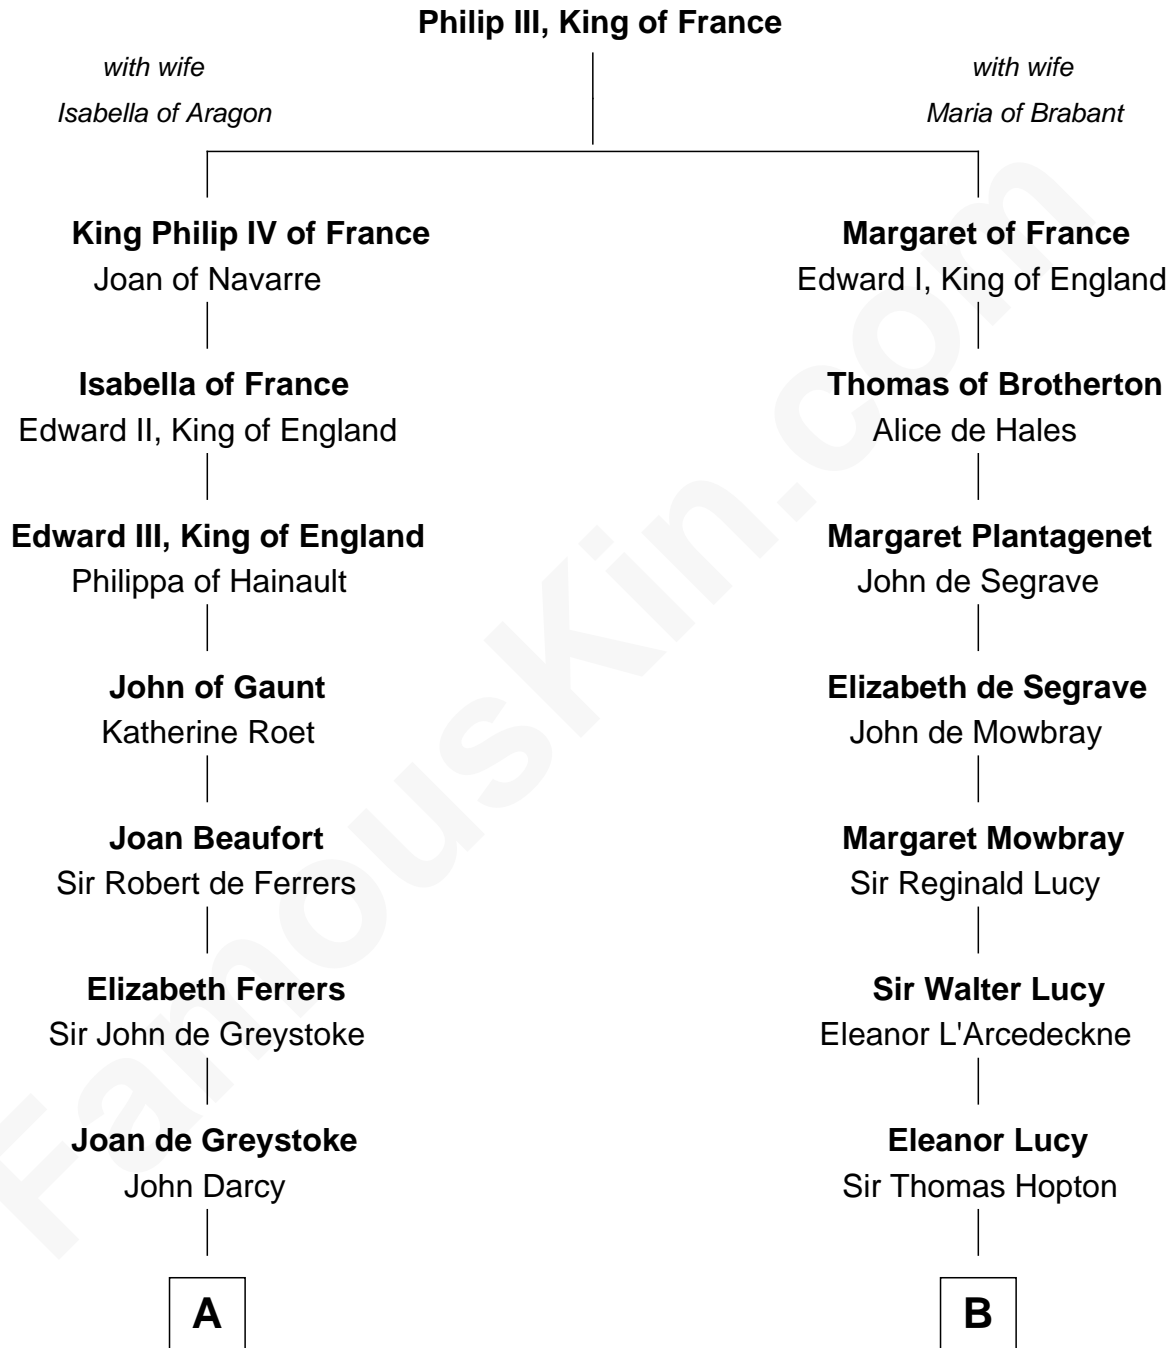 Philip III, King of France
with wife
Isabella of Aragon
with wife
Maria of Brabant
King Philip IV of France
Joan of Navarre
Margaret of France
Edward I, King of England
Isabella of France
Edward II, King of England
Thomas of Brotherton
Alice de Hales
Edward III, King of England
Philippa of Hainault
Margaret Plantagenet
John de Segrave
John of Gaunt
Katherine Roet
Elizabeth de Segrave
John de Mowbray
Joan Beaufort
Sir Robert de Ferrers
Margaret Mowbray
Sir Reginald Lucy
Elizabeth Ferrers
Sir John de Greystoke
Sir Walter Lucy
Eleanor L'Arcedeckne
Joan de Greystoke
John Darcy
Eleanor Lucy
Sir Thomas Hopton
A
B
FamousKin.com